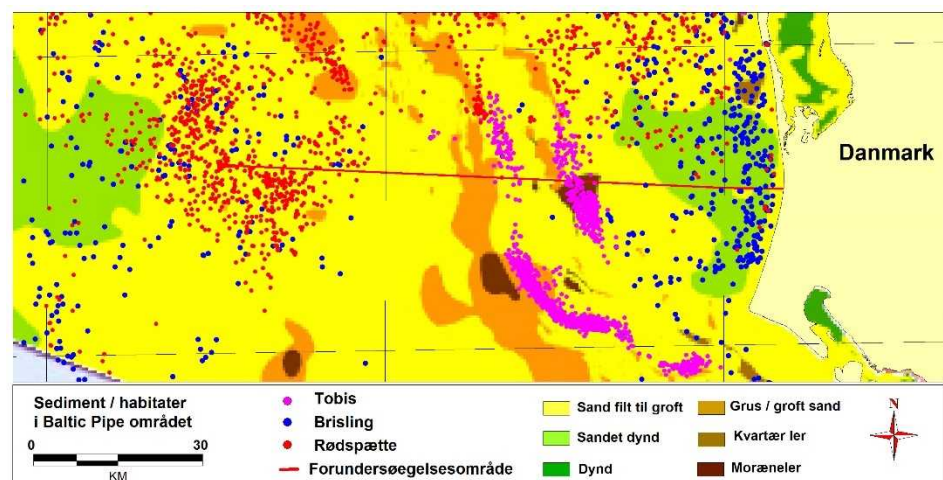 Danmark
Sediment / habitater
i Baltic Pipe området
0 30
KM
Tobis
Brisling
Rødspætte
Forundersøegelsesområde
Sand filt til groft
Sandet dynd
Dynd
Grus / groft sand
Kvartær ler
Moræneler
N